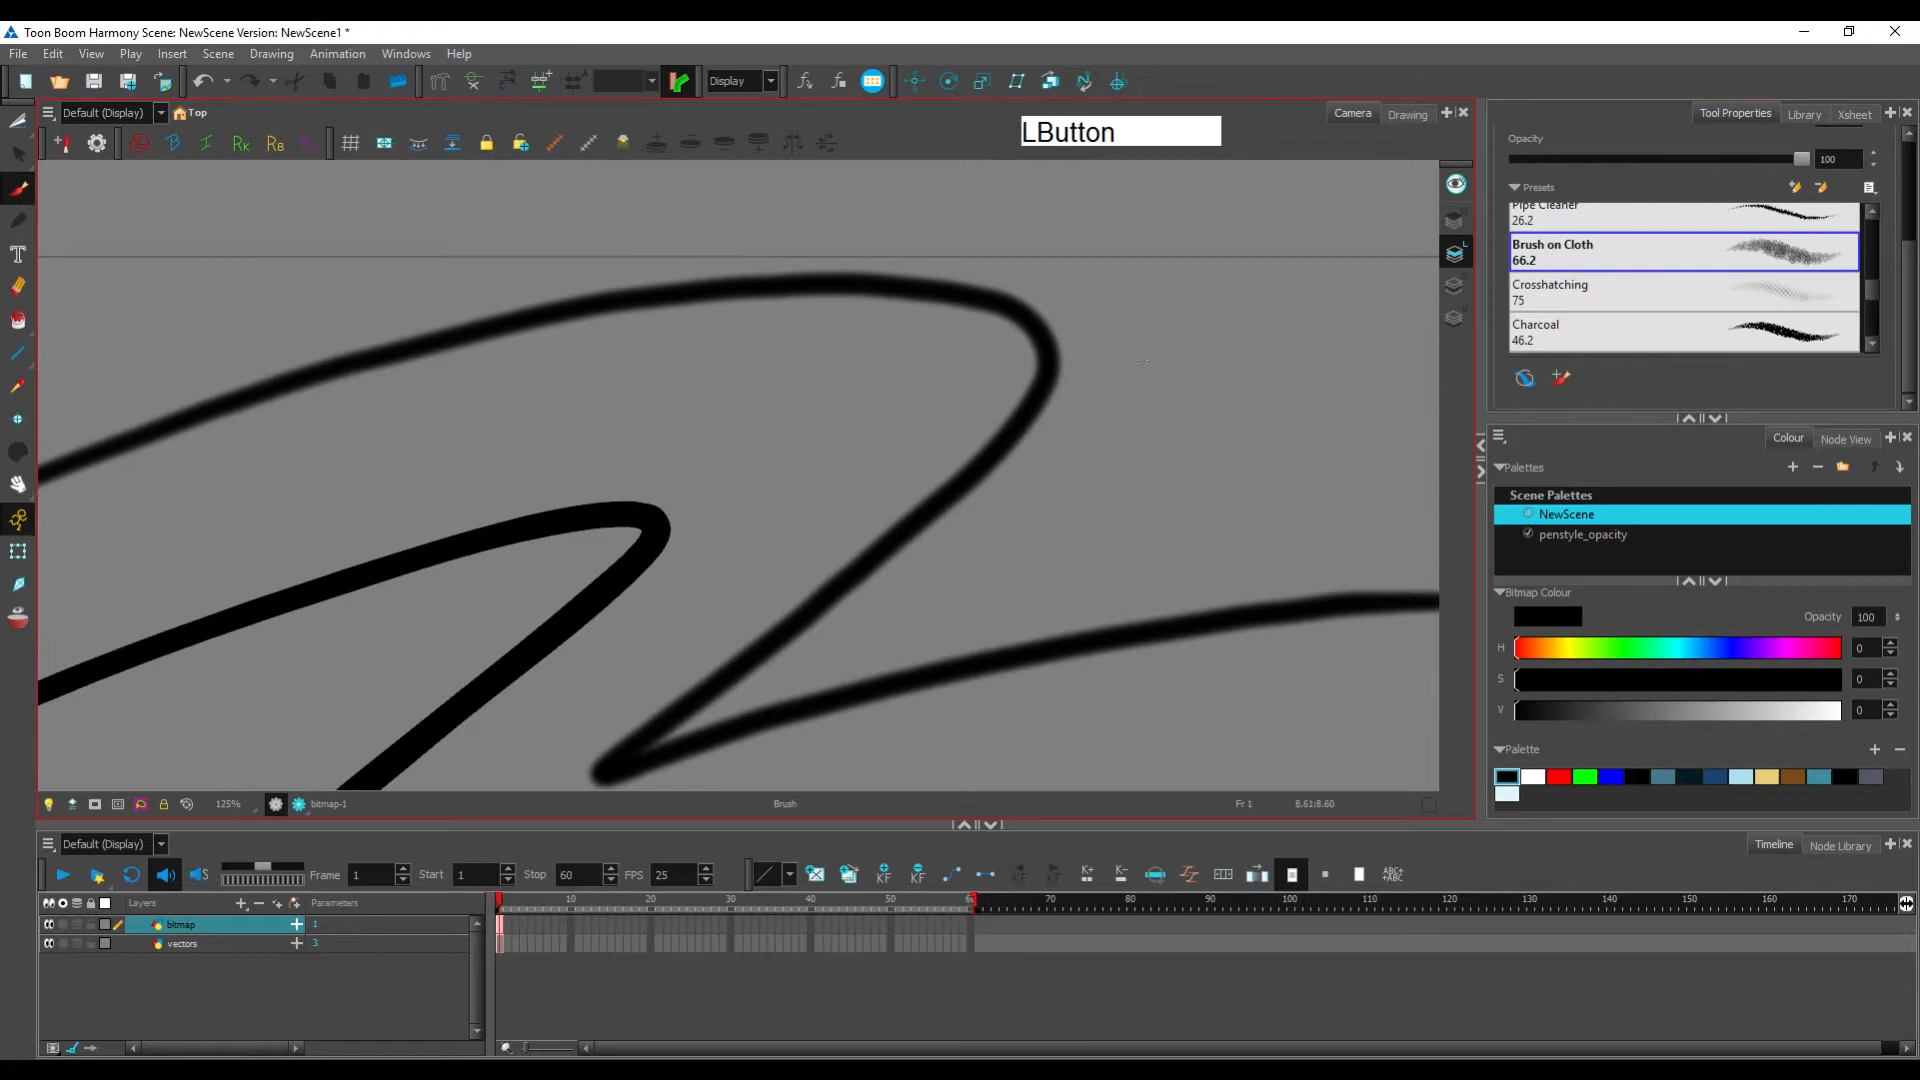 Toon Boom Harmony Scene: NewScene Version: NewScene1 *
File Edit View Play Insert Scene Drawing Animation Windows Help
Display
Default (Display) Top Camera Drawing
LButton
Tool Properties Library Xsheet
Opacity
100
Presets
Pipe Cleaner
26.2
Brush on Cloth
66.2
Crosshatching
75
Charcoal
46.2
Colour Node View
Palettes
Scene Palettes
NewScene
penstyle_opacity
Bitmap Colour
Opacity 100
H 0
S 0
V 0
Palette
125% bitmap-1 Brush Fr 1 8.61:8.60
Default (Display) Timeline Node Library
Frame 1 Start 1 Stop 60 FPS 25
Layers Parameters 10 20 30 40 50 60 70 80 90 100 110 120 130 140 150 160 170
bitmap 1
vectors 3